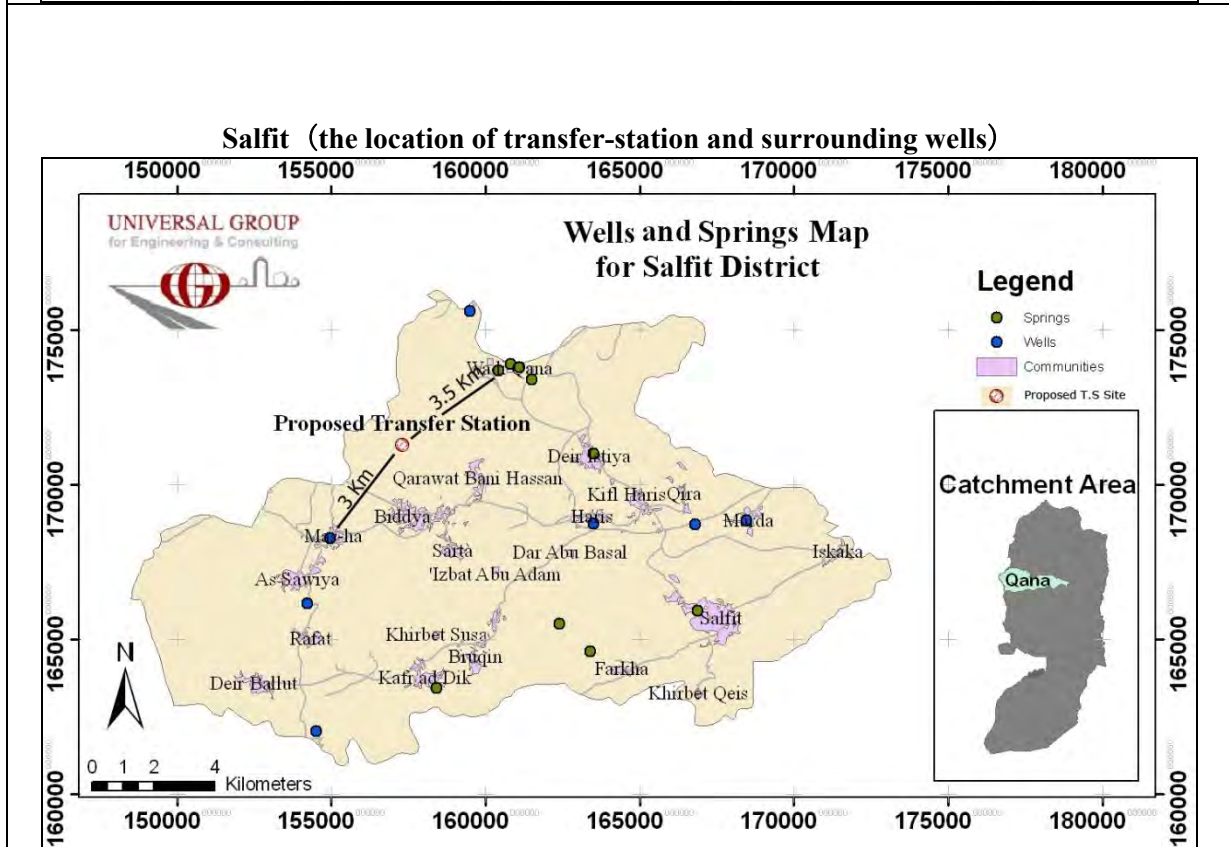 Salfit（the location of transfer-station and surrounding wells）
150000 155000 160000 165000 170000 175000 180000
UNIVERSAL GROUP
for Engineering & Consulting
Wells and Springs Map
for Salfit District
Legend
Springs
Wells
Communities
Proposed T.S Site
175000
175000
3.5 Km
Proposed Transfer Station
3 Km
Deir Istiya
Qarawat Bani Hassan
Kifl Haris
Qira
170000
170000
Biddya
Haris
Marda
Sarta
Dar Abu Basal
Iskaka
As Sawiya
'Izbat Abu Adam
Catchment Area
Qana
Salfit
Rafat
Khirbet Susa
165000
165000
Bruqin
Farkha
Deir Ballut
Kafr ad Dik
Khirbet Qeis
N
0 1 2 4
Kilometers
160000
160000
150000 155000 160000 165000 170000 175000 180000